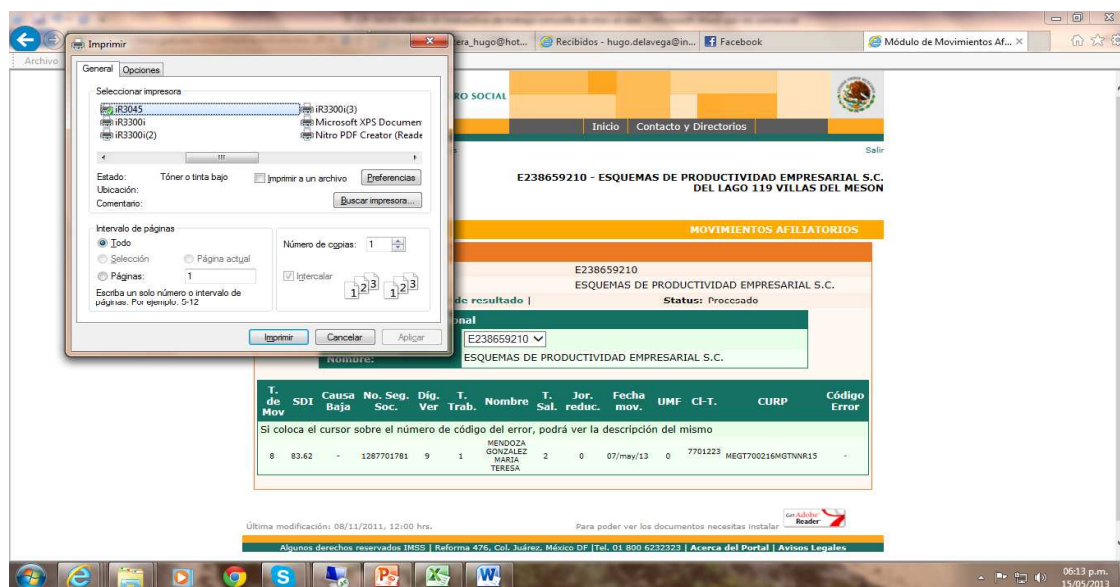 Imprimir
tera_hugo@hot...
Recibidos - hugo.delavega@in...
Facebook
Módulo de Movimientos Af...
Archivo
General
Opciones
Seleccionar impresora
iR3045
iR3300i(3)
iR3300i
Microsoft XPS Documen
iR3300i(2)
Nitro PDF Creator (Reade
RO SOCIAL
Inicio | Contacto y Directorios
Salir
Estado:
Tóner o tinta bajo
Imprimir a un archivo
Preferencias
Ubicación:
Comentario:
Buscar impresora...
E238659210 - ESQUEMAS DE PRODUCTIVIDAD EMPRESARIAL S.C.
DEL LAGO 119 VILLAS DEL MESON
MOVIMIENTOS AFILIATORIOS
Intervalo de páginas
Todo
Selección
Página actual
Páginas:
1
Escriba un solo número o intervalo de
páginas. Por ejemplo: 5-12
Número de copias:
1
Intercalar
1 2 3 1 2 3
Imprimir
Cancelar
Aplicar
E238659210
ESQUEMAS DE PRODUCTIVIDAD EMPRESARIAL S.C.
de resultado |
Status: Procesado
onal
E238659210
Nombre:
ESQUEMAS DE PRODUCTIVIDAD EMPRESARIAL S.C.
T. de Mov SDI Causa Baja No. Seg. Soc. Díg. Ver T. Trab. Nombre T. Sal. Jor. reduc. Fecha mov. UMF Cl-T. CURP Código Error
Si coloca el cursor sobre el número de código del error, podrá ver la descripción del mismo
8 83.62 - 1287701781 9 1 MENDOZA GONZALEZ MARIA TERESA 2 0 07/may/13 0 7701223 MEGT700216MGTNNR15 -
Última modificación: 08/11/2011, 12:00 hrs.
Para poder ver los documentos necesitas instalar
Get Adobe Reader
Algunos derechos reservados IMSS | Reforma 476, Col. Juárez, México DF |Tel. 01 800 6232323 | Acerca del Portal | Avisos Legales
06:13 p.m.
15/05/2013